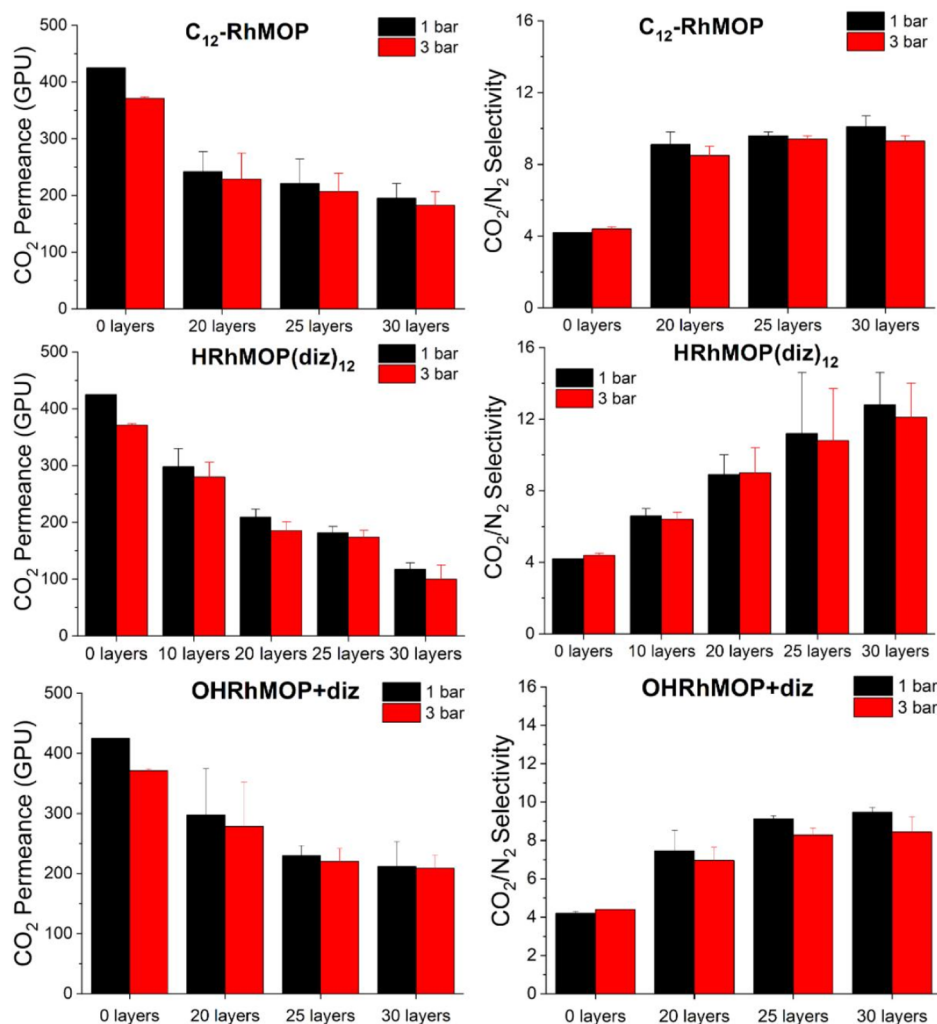 C₁₂-RhMOP
1 bar
3 bar
CO₂ Permeance (GPU)
500
400
300
200
100
0
0 layers 20 layers 25 layers 30 layers
C₁₂-RhMOP
1 bar
3 bar
CO₂/N₂ Selectivity
16
12
8
4
0
0 layers 20 layers 25 layers 30 layers
HRhMOP(diz)₁₂
1 bar
3 bar
CO₂ Permeance (GPU)
500
400
300
200
100
0
0 layers 10 layers 20 layers 25 layers 30 layers
HRhMOP(diz)₁₂
1 bar
3 bar
CO₂/N₂ Selectivity
16
12
8
4
0
0 layers 10 layers 20 layers 25 layers 30 layers
OHRhMOP+diz
1 bar
3 bar
CO₂ Permeance (GPU)
500
400
300
200
100
0
0 layers 20 layers 25 layers 30 layers
OHRhMOP+diz
1 bar
3 bar
CO₂/N₂ Selectivity
16
14
12
10
8
6
4
2
0
0 layers 20 layers 25 layers 30 layers